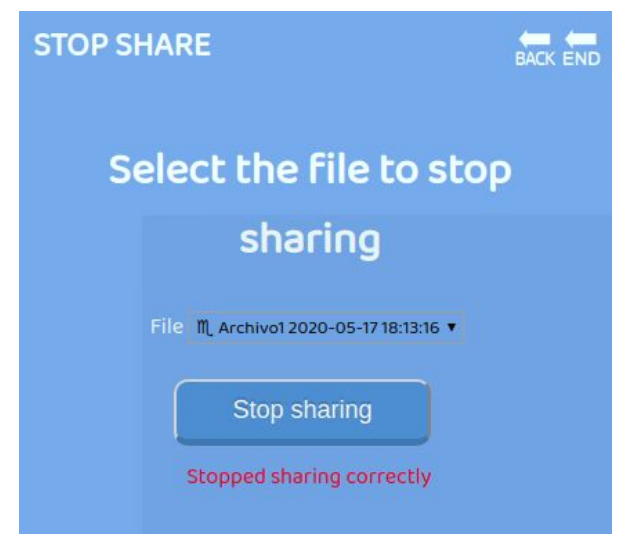 STOP SHARE
BACK END
Select the file to stop
sharing
File ♏ Archivo1 2020-05-17 18:13:16 ▼
Stop sharing
Stopped sharing correctly